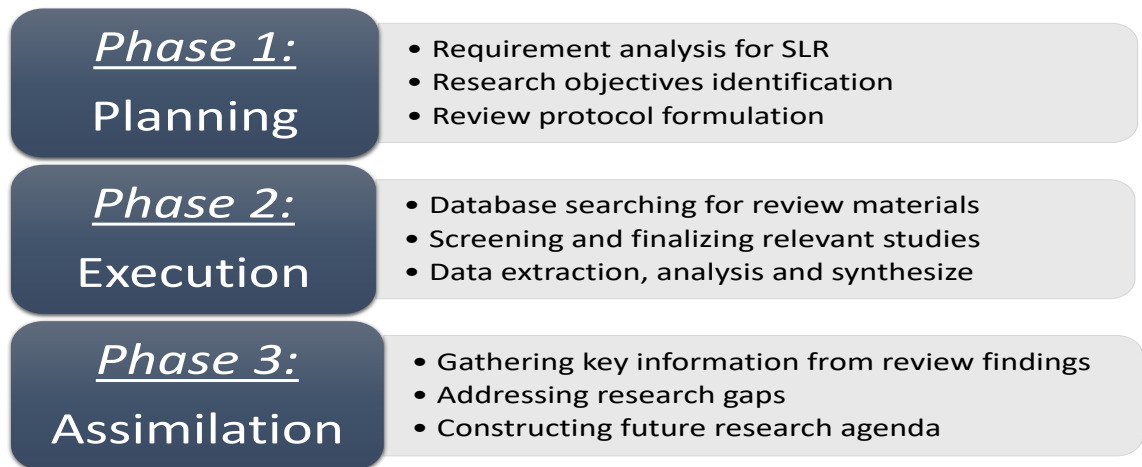 Phase 1:
Planning
• Requirement analysis for SLR
• Research objectives identification
• Review protocol formulation
Phase 2:
Execution
• Database searching for review materials
• Screening and finalizing relevant studies
• Data extraction, analysis and synthesize
Phase 3:
Assimilation
• Gathering key information from review findings
• Addressing research gaps
• Constructing future research agenda